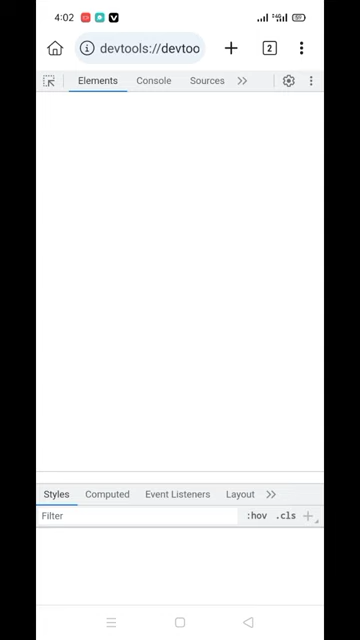 4:02
devtools://devtoo
2
Elements Console Sources
Styles Computed Event Listeners Layout
Filter :hov .cls